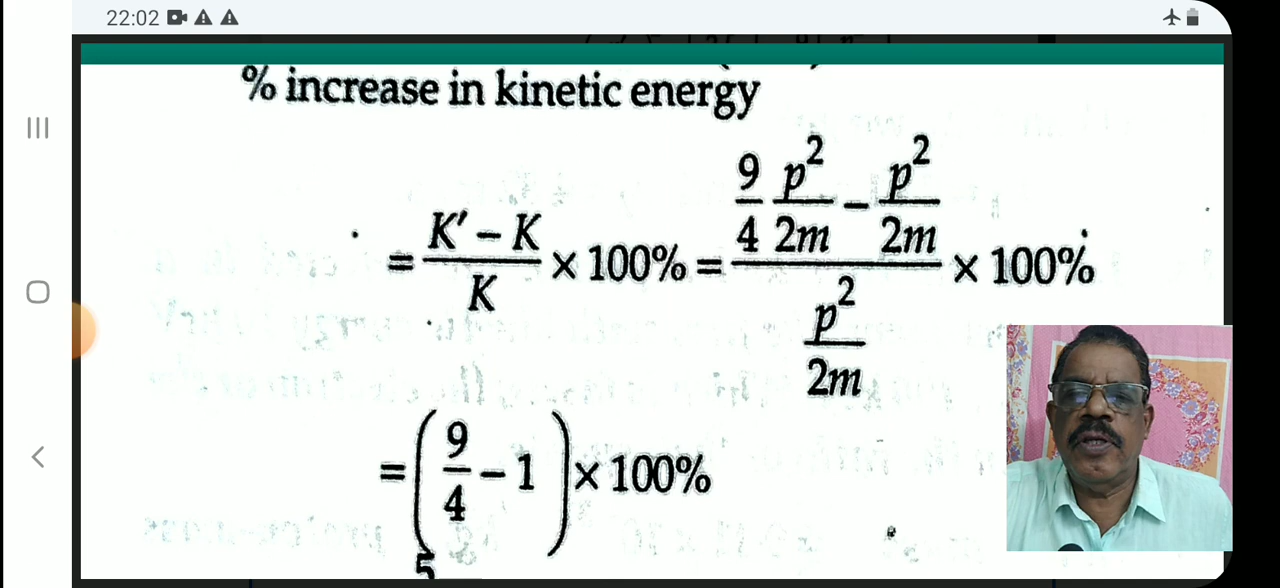 22:02
% increase in kinetic energy
= K′ – K / K × 100% = 9/4 p²/2m – p²/2m / p²/2m × 100%
= (9/4 – 1) × 100%
5